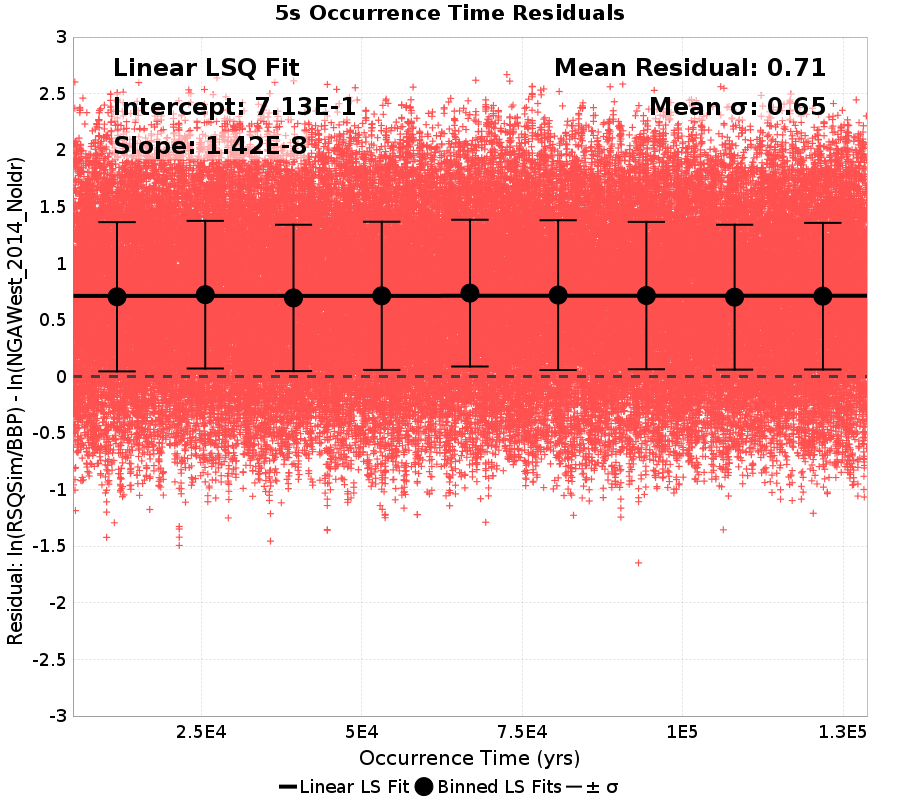 5s Occurrence Time Residuals
Linear LSQ Fit
Intercept: 7.13E-1
Slope: 1.42E-8
Mean Residual: 0.71
Mean σ: 0.65
Residual: ln(RSQSim/BBP) - ln(NGAWest_2014_NoIdr)
3
2.5
2
1.5
1
0.5
0
-0.5
-1
-1.5
-2
-2.5
-3
2.5E4 5E4 7.5E4 1E5 1.3E5
Occurrence Time (yrs)
Linear LS Fit Binned LS Fits ± σ